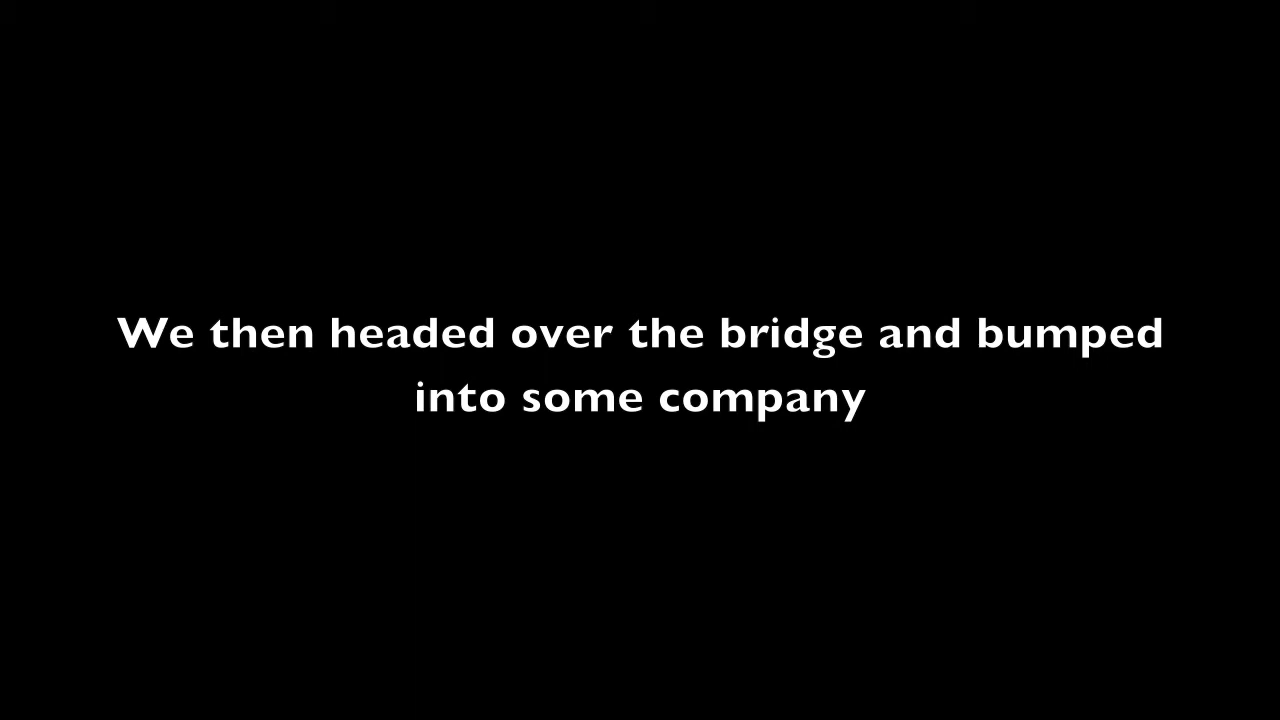 We then headed over the bridge and bumped
into some company